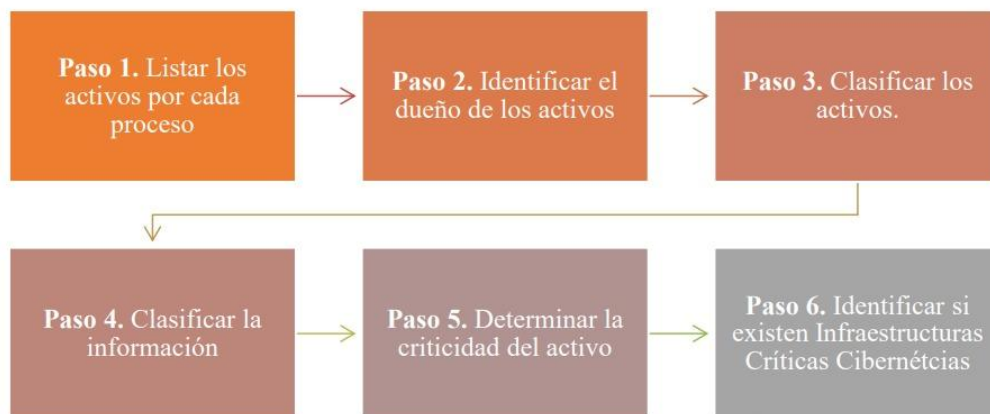 Paso 1. Listar los
activos por cada
proceso
Paso 2. Identificar el
dueño de los activos
Paso 3. Clasificar los
activos.
Paso 4. Clasificar la
información
Paso 5. Determinar la
criticidad del activo
Paso 6. Identificar si
existen Infraestructuras
Críticas Cibernétcias